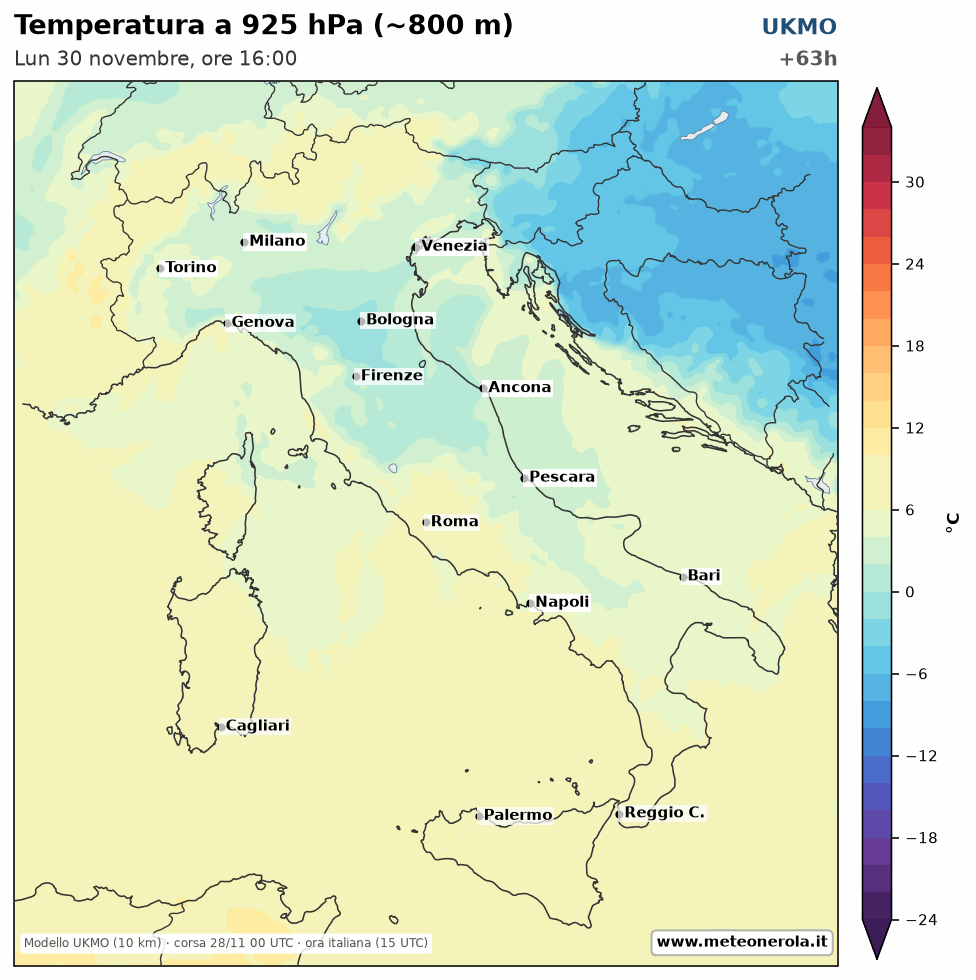 Temperatura a 925 hPa (~800 m)
UKMO
Lun 30 novembre, ore 16:00
+63h
Milano
Venezia
Torino
Genova
Bologna
Firenze
Ancona
Pescara
Roma
Bari
Napoli
Cagliari
Palermo
Reggio C.
30
24
18
12
6
0
−6
−12
−18
−24
°C
Modello UKMO (10 km) · corsa 28/11 00 UTC · ora italiana (15 UTC)
www.meteonerola.it